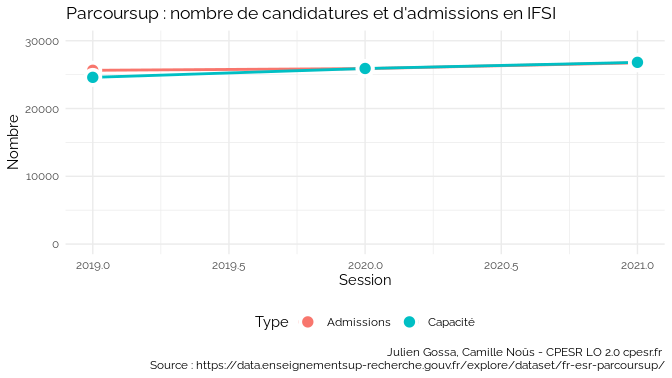 Parcoursup : nombre de candidatures et d'admissions en IFSI
30000
20000
10000
0
Nombre
2019.0 2019.5 2020.0 2020.5 2021.0
Session
Type Admissions Capacité
Julien Gossa, Camille Noûs - CPESR LO 2.0 cpesr.fr
Source : https://data.enseignementsup-recherche.gouv.fr/explore/dataset/fr-esr-parcoursup/